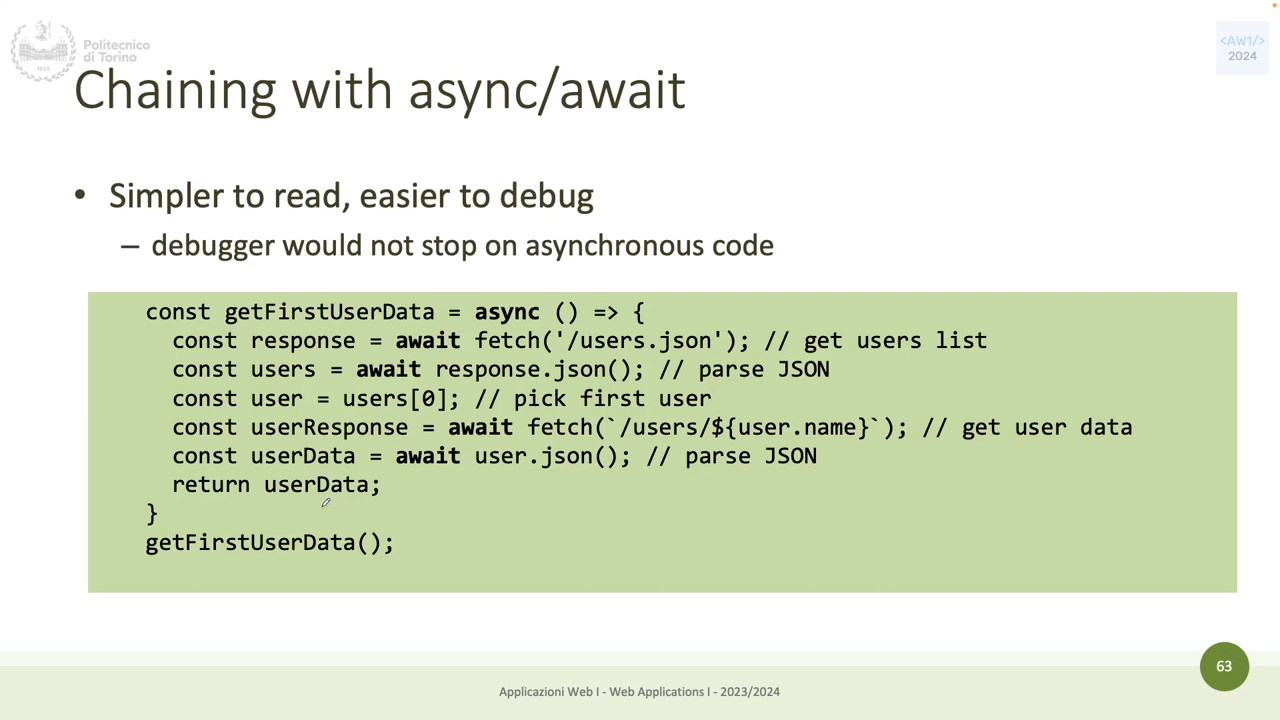 Politecnico
di Torino
1859
<AW1/>
2024
Chaining with async/await
• Simpler to read, easier to debug
– debugger would not stop on asynchronous code
const getFirstUserData = async () => {
const response = await fetch('/users.json'); // get users list
const users = await response.json(); // parse JSON
const user = users[0]; // pick first user
const userResponse = await fetch(`/users/${user.name}`); // get user data
const userData = await user.json(); // parse JSON
return userData;
}
getFirstUserData();
63
Applicazioni Web I - Web Applications I - 2023/2024